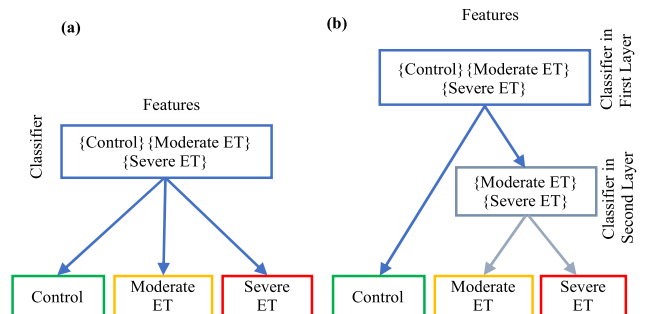 (a)
Features
Classifier
{Control} {Moderate ET}
{Severe ET}
Control
Moderate
ET
Severe
ET
(b)
Features
{Control} {Moderate ET}
{Severe ET}
Classifier in
First Layer
{Moderate ET}
{Severe ET}
Classifier in
Second Layer
Control
Moderate
ET
Severe
ET